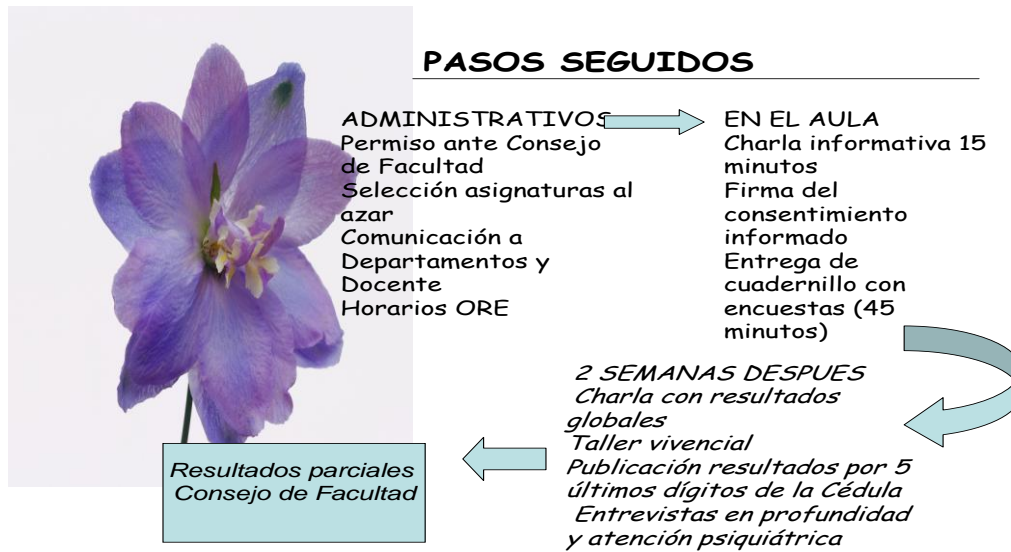 PASOS SEGUIDOS
ADMINISTRATIVOS
Permiso ante Consejo
de Facultad
Selección asignaturas al
azar
Comunicación a
Departamentos y
Docente
Horarios ORE
EN EL AULA
Charla informativa 15
minutos
Firma del
consentimiento
informado
Entrega de
cuadernillo con
encuestas (45
minutos)
2 SEMANAS DESPUES
Charla con resultados
globales
Taller vivencial
Publicación resultados por 5
últimos dígitos de la Cédula
Entrevistas en profundidad
y atención psiquiátrica
Resultados parciales
Consejo de Facultad